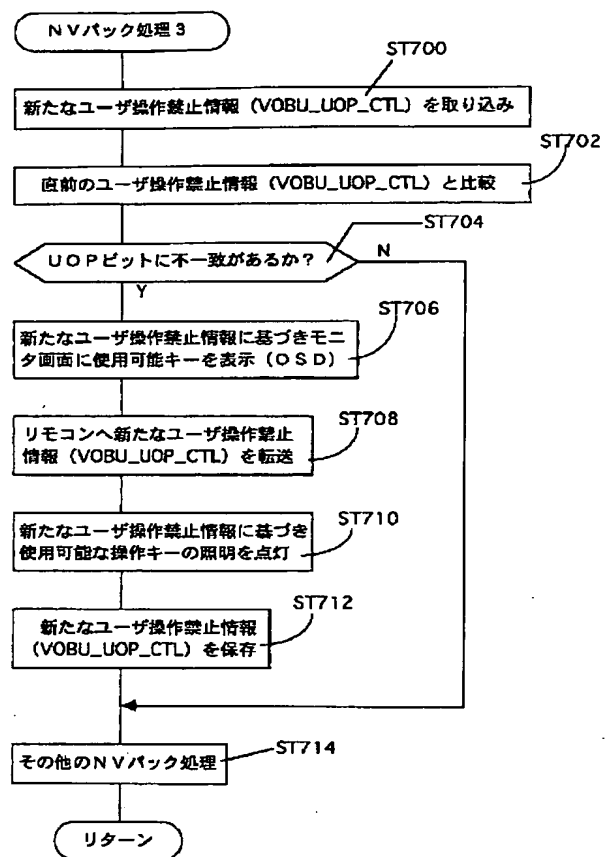 NVパック処理3
ST700
新たなユーザ操作禁止情報(VOBU_UOP_CTL)を取り込み
ST702
直前のユーザ操作禁止情報(VOBU_UOP_CTL)と比較
ST704
UOPビットに不一致があるか?
N
Y
ST706
新たなユーザ操作禁止情報に基づきモニ
タ画面に使用可能キーを表示(OSD)
ST708
リモコンへ新たなユーザ操作禁止
情報(VOBU_UOP_CTL)を転送
ST710
新たなユーザ操作禁止情報に基づき
使用可能な操作キーの照明を点灯
ST712
新たなユーザ操作禁止情報
(VOBU_UOP_CTL)を保存
ST714
その他のNVパック処理
リターン